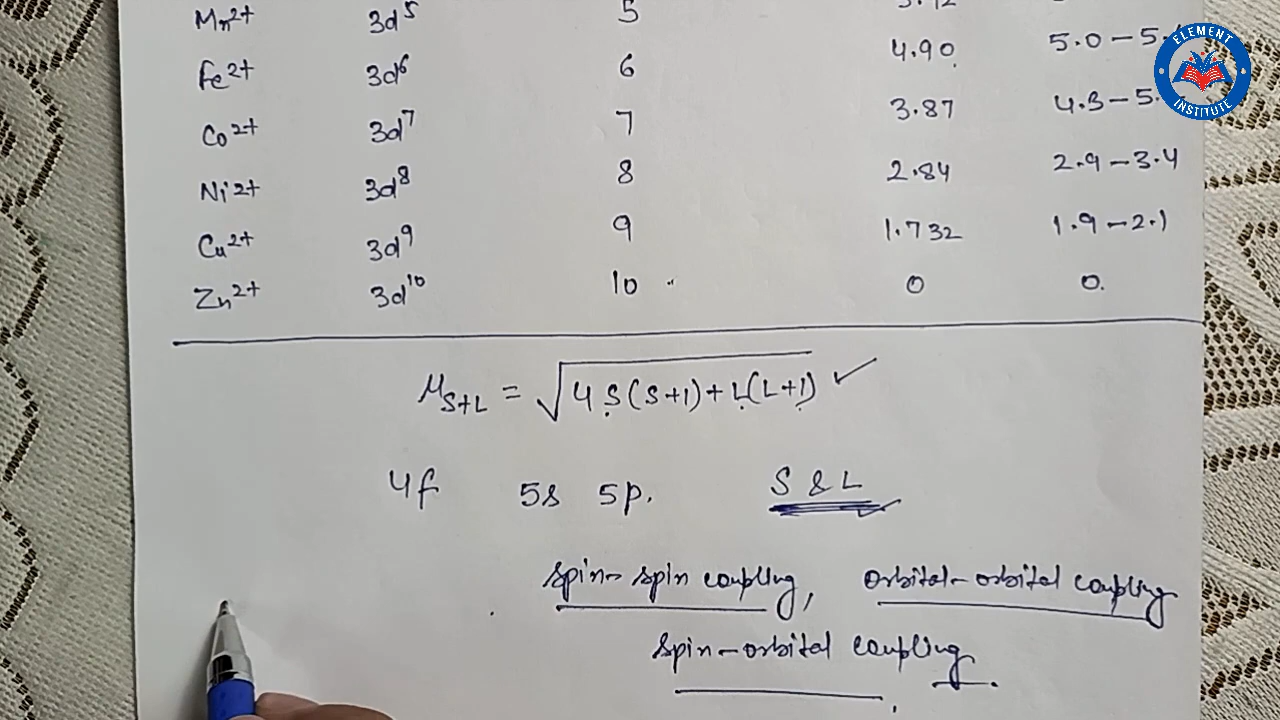 Mn2+ 3d5 5
Fe2+ 3d6 6 4.90 5.0-5.
Co2+ 3d7 7 3.87 4.3-5.
Ni2+ 3d8 8 2.84 2.9-3.4
Cu2+ 3d9 9 1.732 1.9-2.1
Zn2+ 3d10 10 0 0.
μS+L = √4S(S+1)+L(L+1) ✓
4f 5s 5p. S & L
spin-spin coupling, orbital-orbital coupling
spin-orbital coupling.
ELEMENT
INSTITUTE